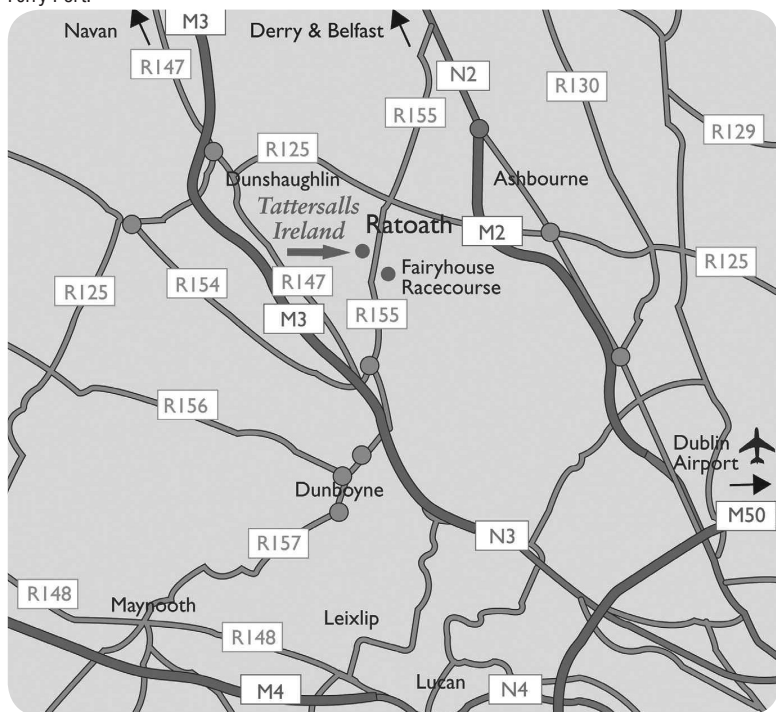 M3
Navan
Derry & Belfast
R147
N2
R130
R155
R129
R125
Dunshaughlin
Ashbourne
Tattersalls
Ireland
Ratoath
M2
Fairyhouse
Racecourse
R125
R125
R154
R147
M3
R155
R156
Dublin
Airport
Dunboyne
M50
N3
R157
R148
Maynooth
Leixlip
R148
Lucan
M4
N4